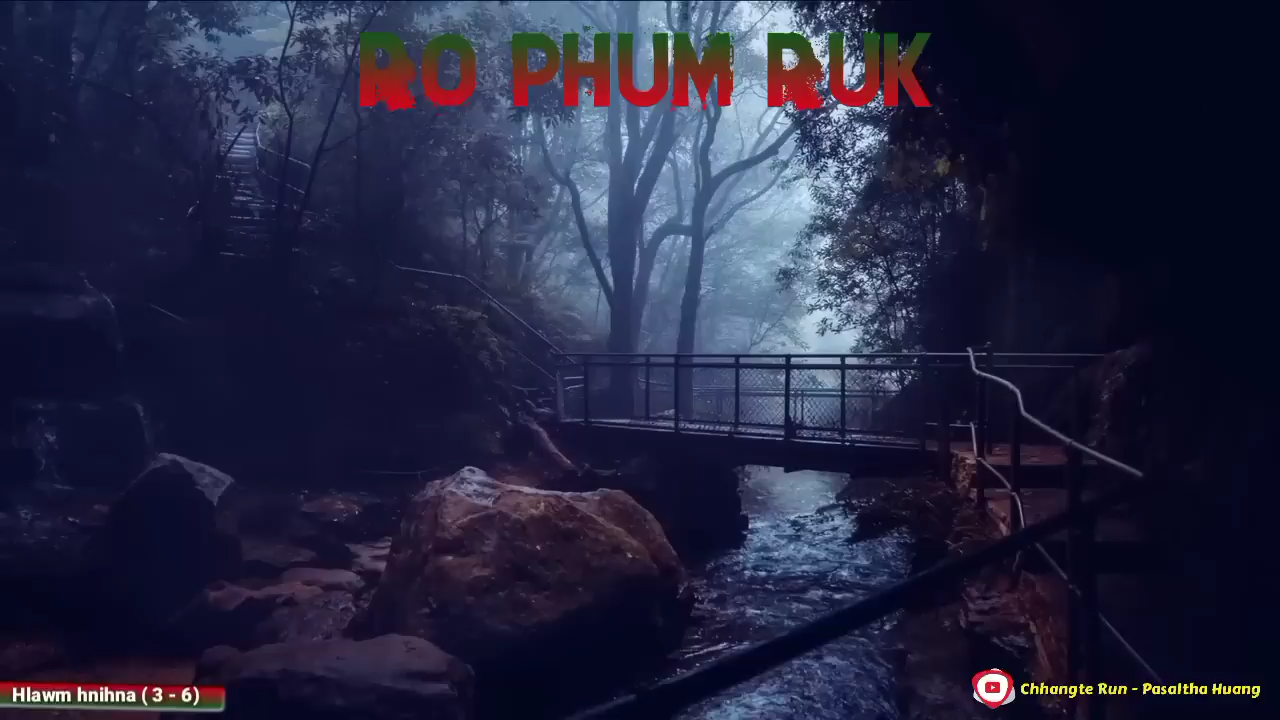 RO PHUM RUK
Hlawm hnihna ( 3 - 6)
Chhangte Run - Pasaltha Huang